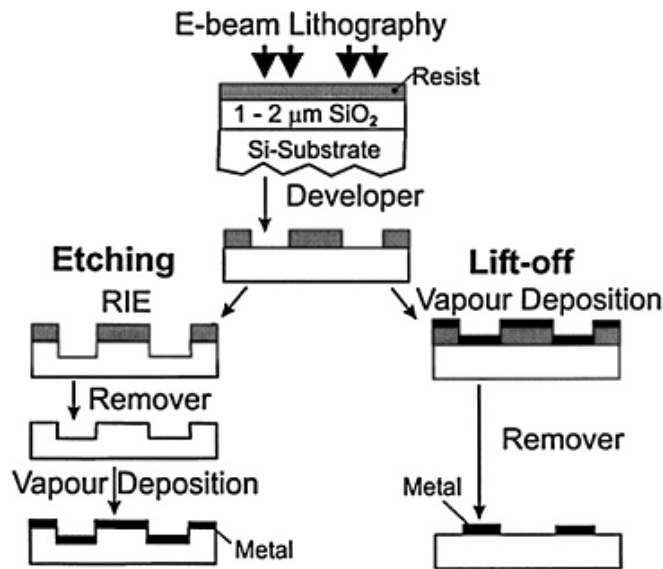 E-beam Lithography
Resist
1 - 2 μm SiO₂
Si-Substrate
Developer
Etching
RIE
Remover
Vapour Deposition
Metal
Lift-off
Vapour Deposition
Remover
Metal